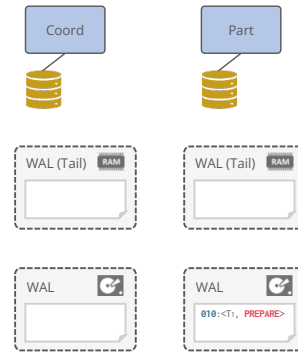 Coord Part
WAL (Tail) RAM WAL (Tail) RAM
WAL WAL
010:<T₁, PREPARE>